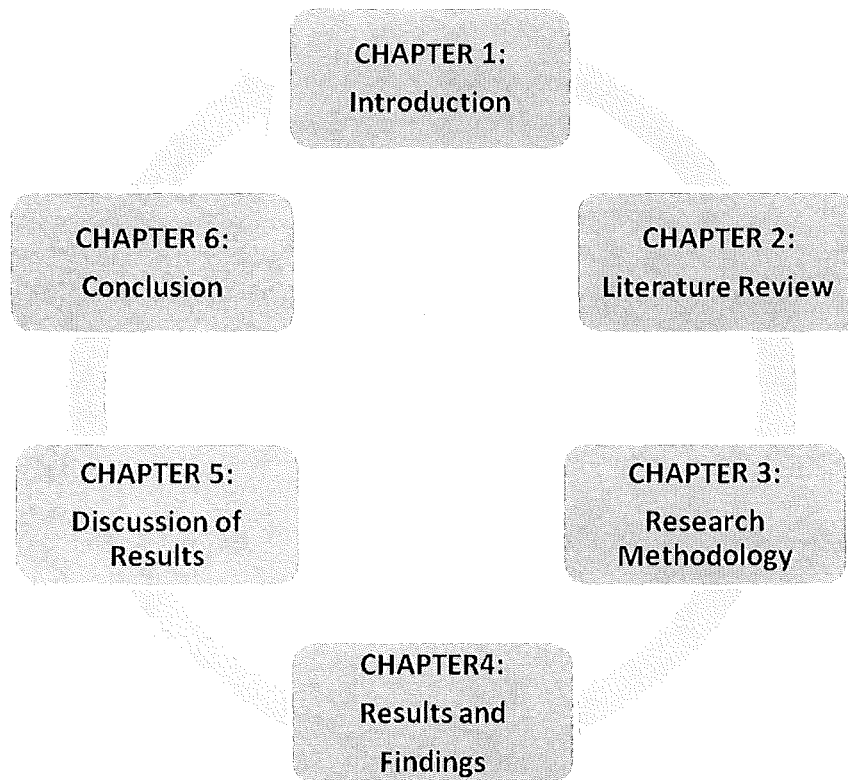 CHAPTER 1:
Introduction
CHAPTER 2:
Literature Review
CHAPTER 3:
Research
Methodology
CHAPTER4:
Results and
Findings
CHAPTER 5:
Discussion of
Results
CHAPTER 6:
Conclusion